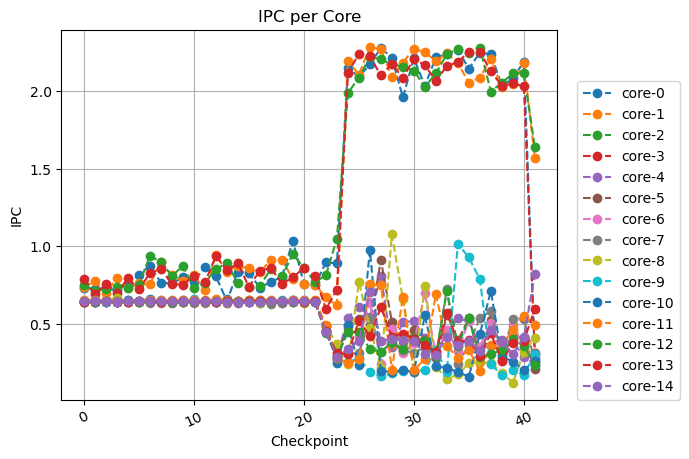 IPC per Core
IPC
2.0
1.5
1.0
0.5
0
10
20
30
40
Checkpoint
core-0
core-1
core-2
core-3
core-4
core-5
core-6
core-7
core-8
core-9
core-10
core-11
core-12
core-13
core-14